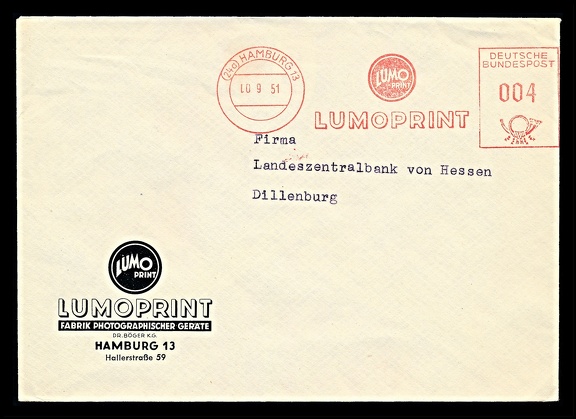 (24a) HAMBURG 13
10 9 51
LUMO
PRINT
LUMOPRINT
DEUTSCHE
BUNDESPOST
004
Firma
Landeszentralbank von Hessen
Dillenburg
LUMO
PRINT
LUMOPRINT
FABRIK PHOTOGRAPHISCHER GERÄTE
DR. BÖGER K.G.
HAMBURG 13
Hallerstraße 59